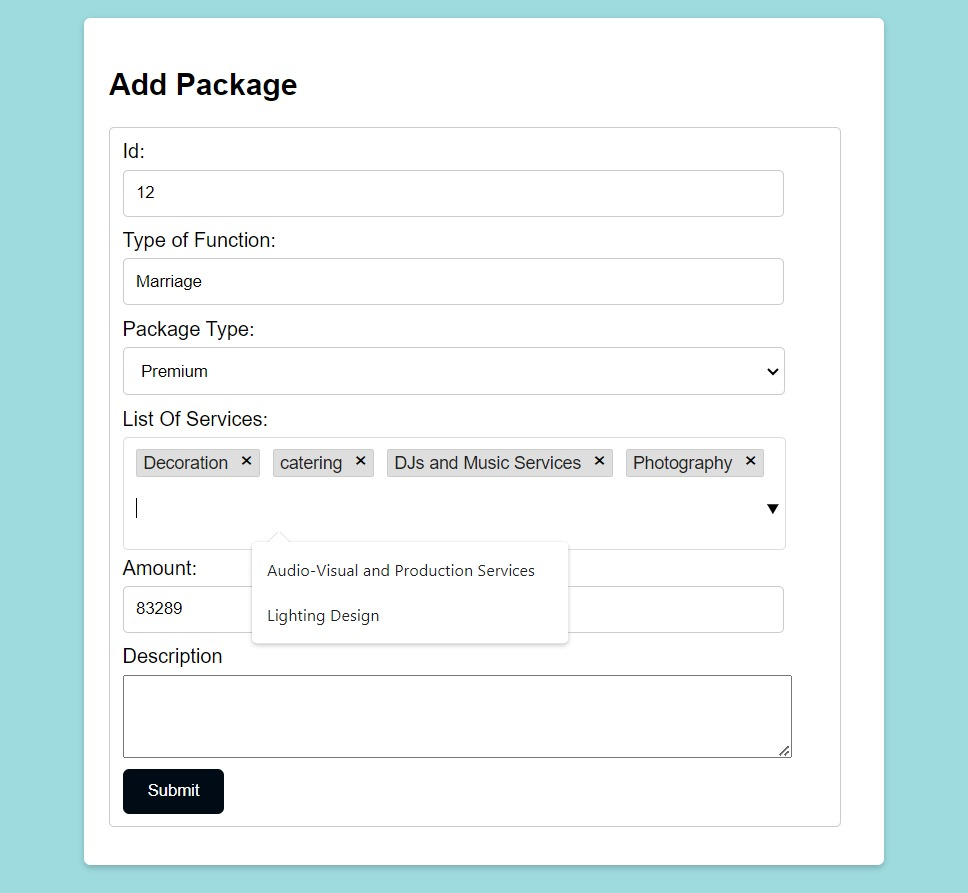 Add Package
Id:
12
Type of Function:
Marriage
Package Type:
Premium
List Of Services:
Decoration × catering × DJs and Music Services × Photography ×
Audio-Visual and Production Services
Lighting Design
Amount:
83289
Description
Submit